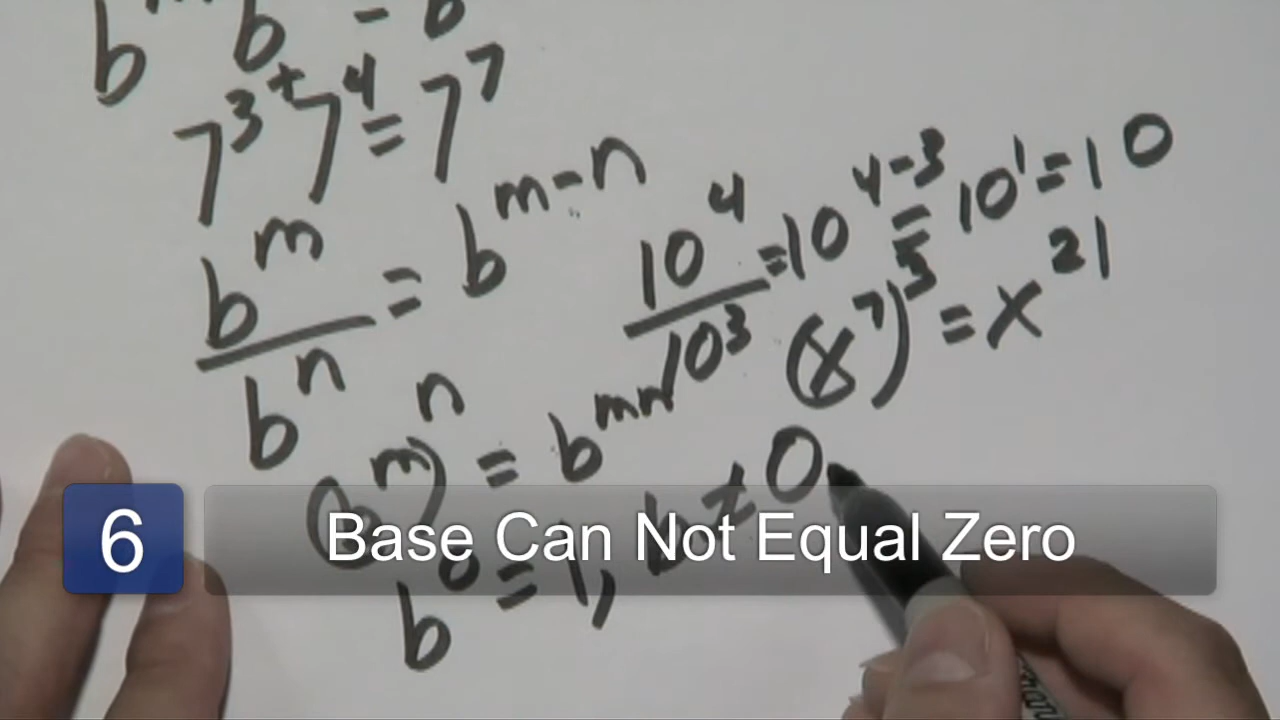 7³⁺7⁴=7⁷
bᵐ/bⁿ = bᵐ⁻ⁿ
10⁴/10³ =10⁴⁻³ = 10¹=10
(x⁷)³ = x²¹
(bᵐ)ⁿ = bᵐⁿ
b⁰=1, b≠0
6 Base Can Not Equal Zero